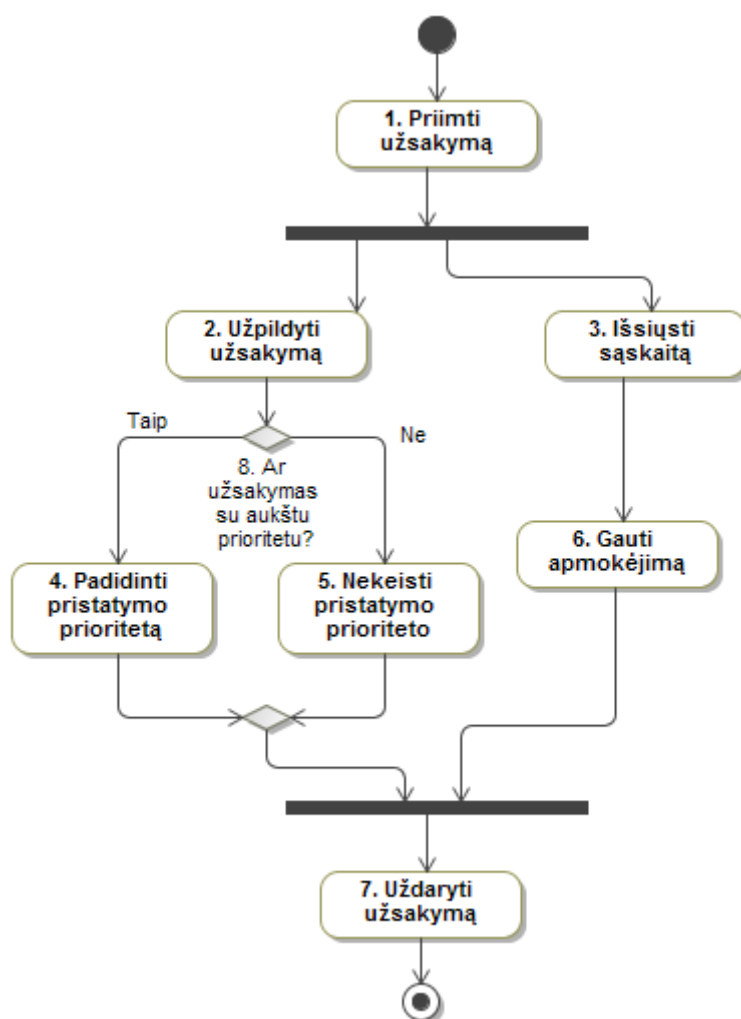 1. Priimti
užsakymą
2. Užpildyti
užsakymą
3. Išsiųsti
sąskaitą
Taip
Ne
8. Ar
užsakymas
su aukštu
prioritetu?
4. Padidinti
pristatymo
prioritetą
5. Nekeisti
pristatymo
prioriteto
6. Gauti
apmokėjimą
7. Uždaryti
užsakymą